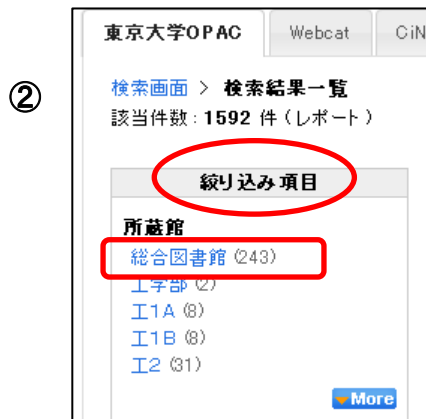 東京大学OPAC Webcat CiN
②
検索画面 > 検索結果一覧
該当件数:1592 件(レポート)
絞り込み項目
所蔵館
総合図書館 (243)
工学部 (2)
工1A (8)
工1B (8)
工2 (31)
More